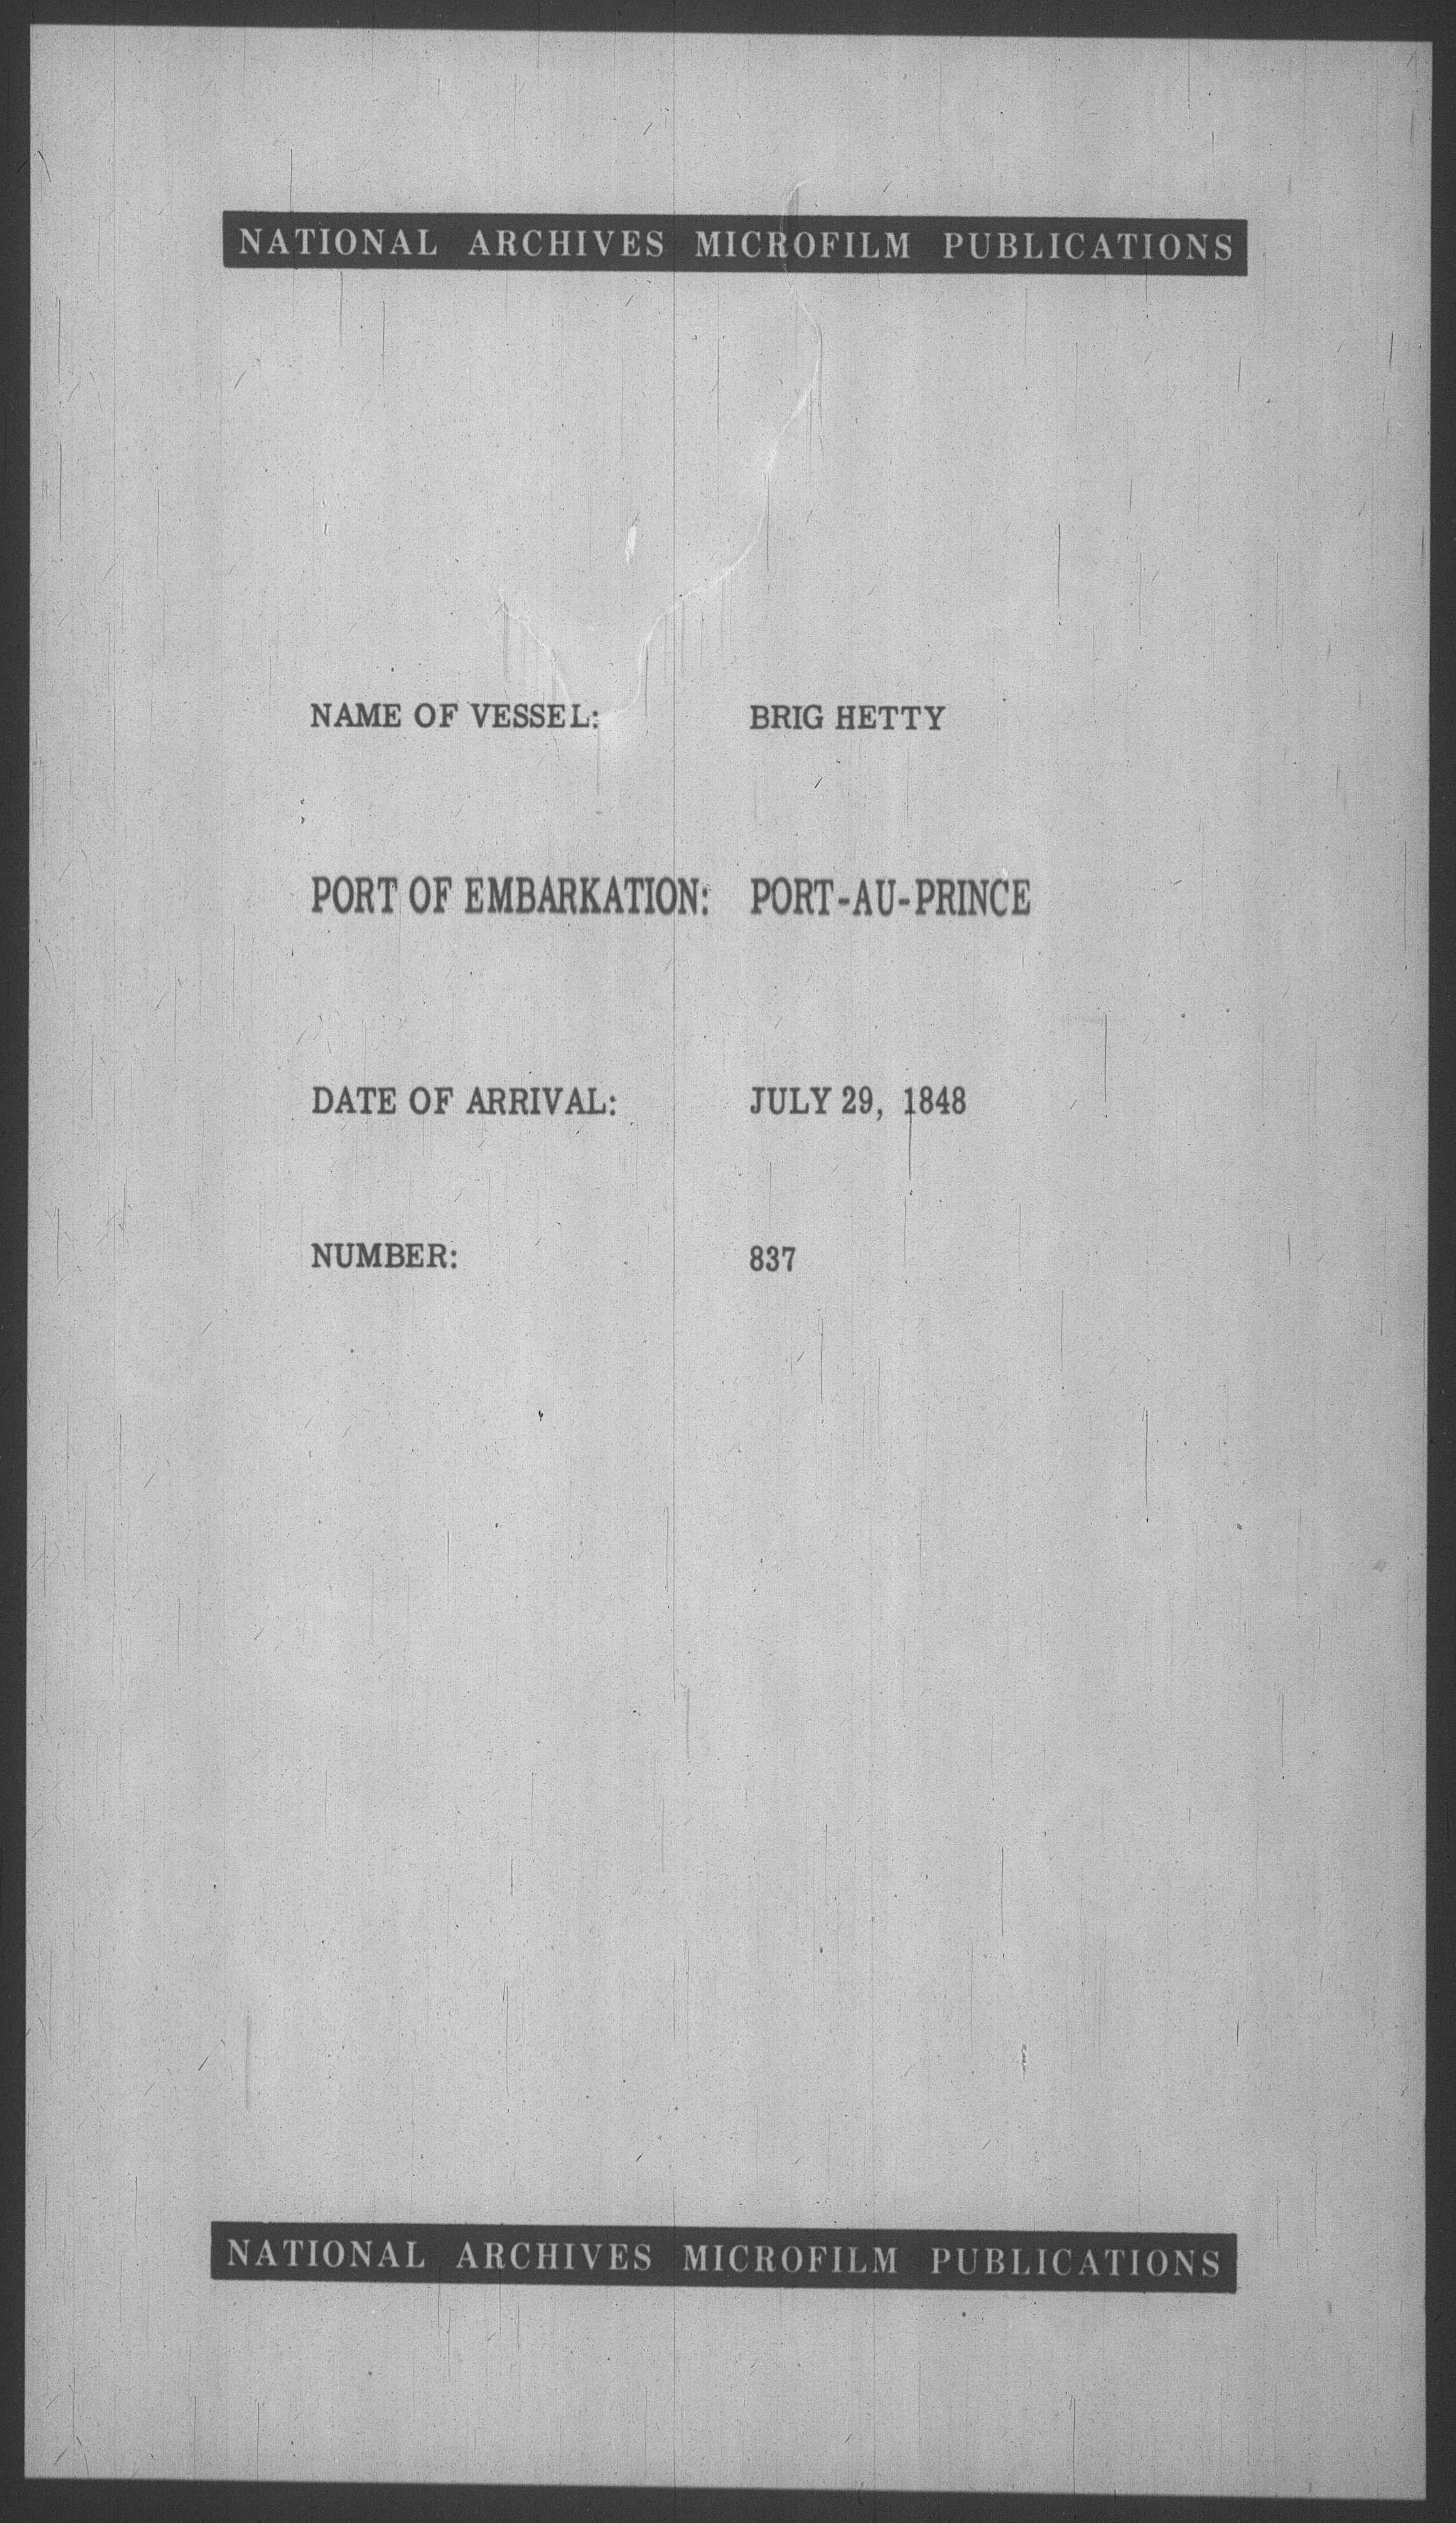 NATIONAL ARCHIVES MICROFILM PUBLICATIONS
NAME OF VESSEL: BRIG HETTY
PORT OF EMBARKATION: PORT-AU-PRINCE
DATE OF ARRIVAL: JULY 29, 1848
NUMBER: 837
NATIONAL ARCHIVES MICROFILM PUBLICATIONS